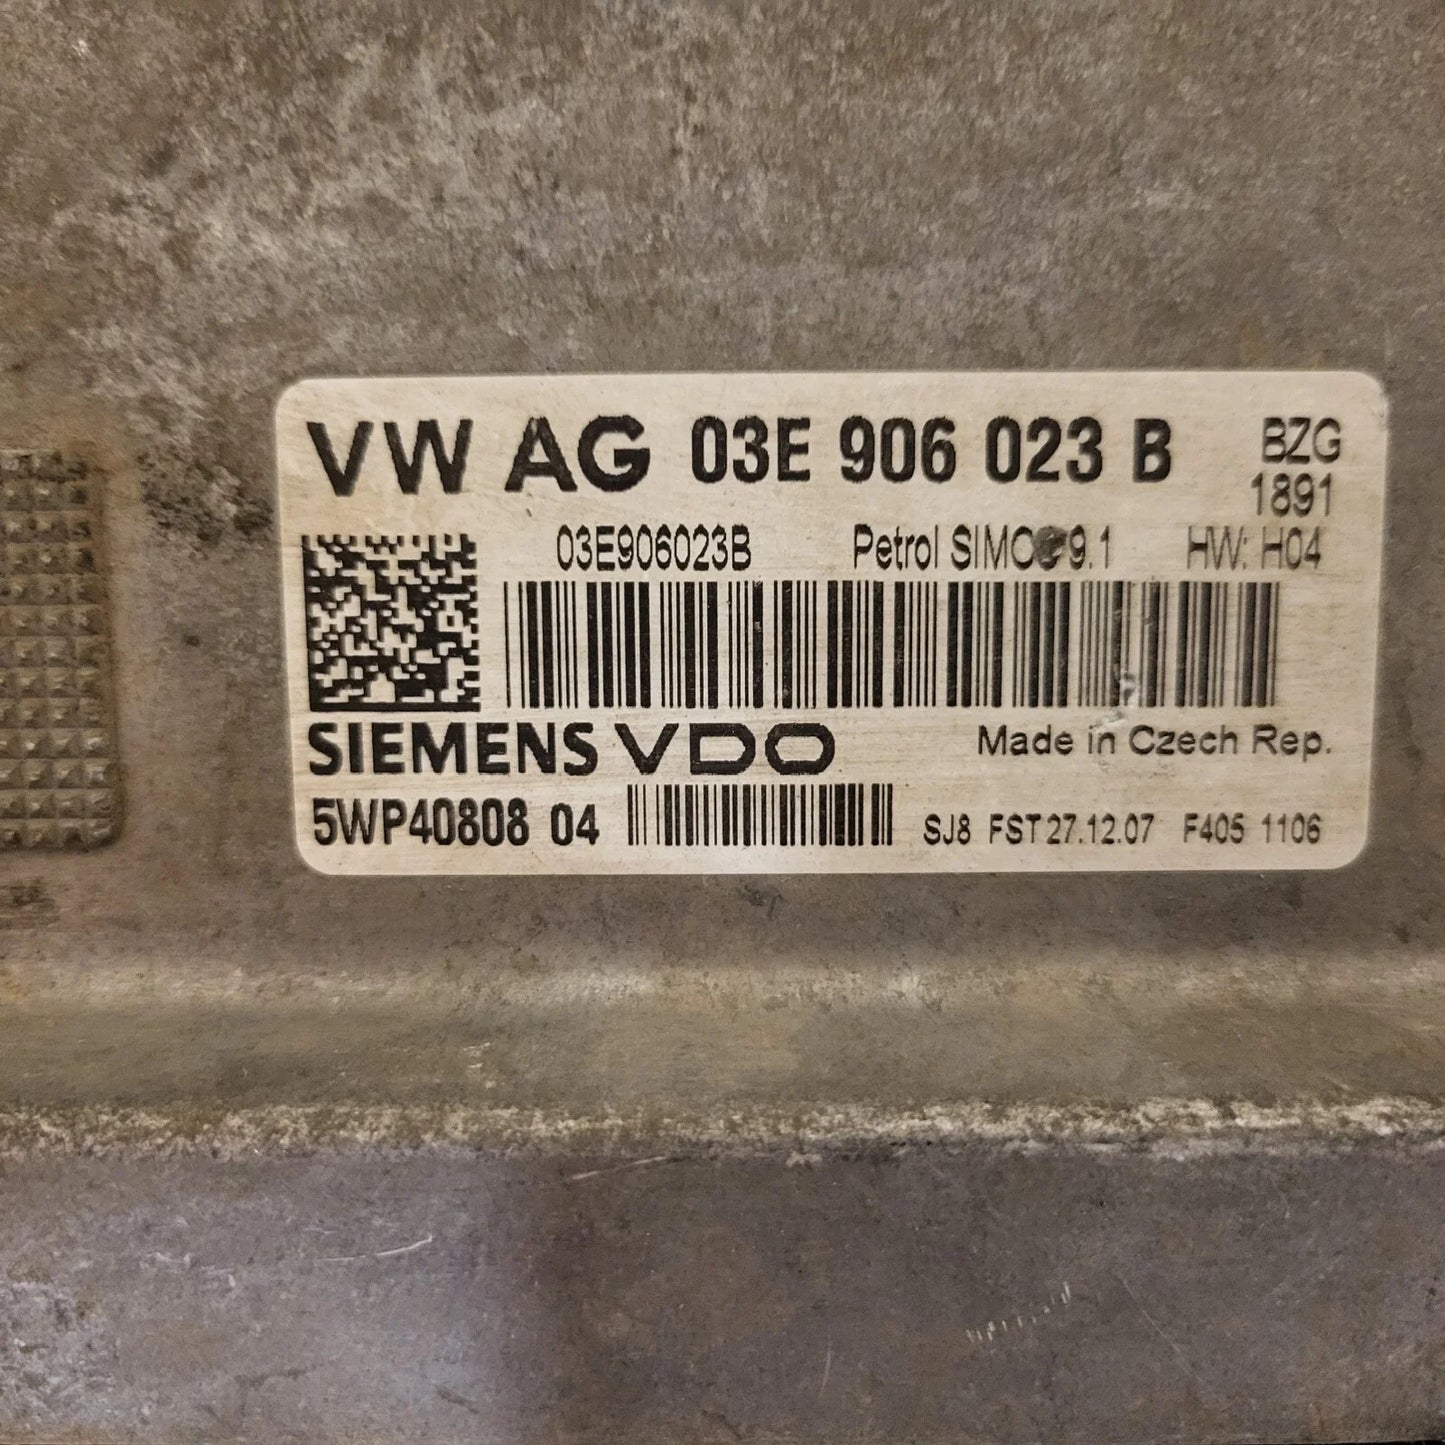 VW AG 03E 906 023 B BZG
1891
03E906023B Petrol SIMOS 9.1 HW: H04
SIEMENS VDO Made in Czech Rep.
5WP40808 04 SJ8 FST 27.12.07 F405 1106